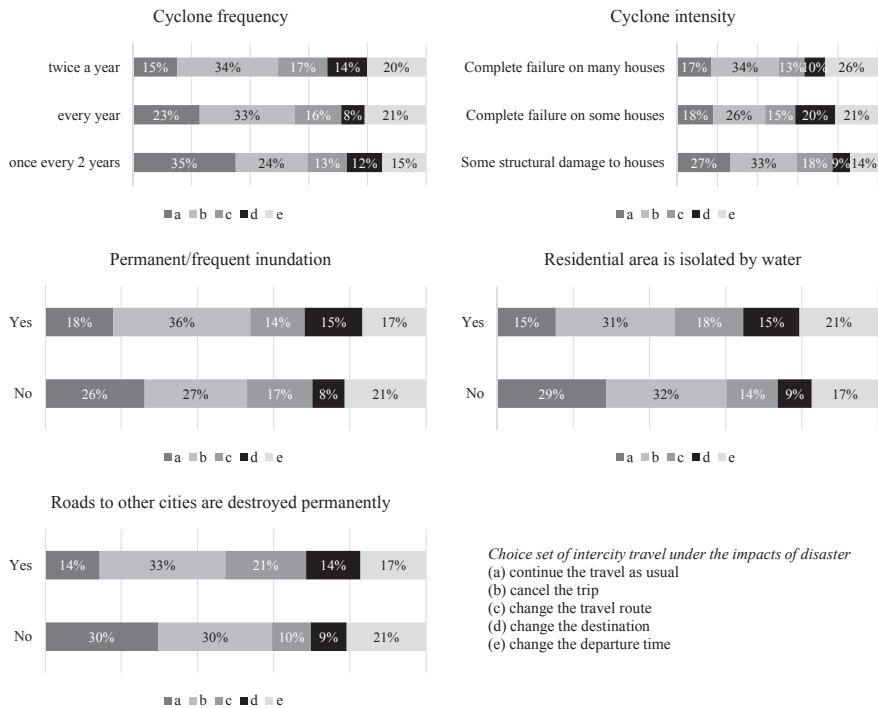 Cyclone frequency
twice a year 15% 34% 17% 14% 20%
every year 23% 33% 16% 8% 21%
once every 2 years 35% 24% 13% 12% 15%
a b c d e
Cyclone intensity
Complete failure on many houses 17% 34% 13% 10% 26%
Complete failure on some houses 18% 26% 15% 20% 21%
Some structural damage to houses 27% 33% 18% 9% 14%
a b c d e
Permanent/frequent inundation
Yes 18% 36% 14% 15% 17%
No 26% 27% 17% 8% 21%
a b c d e
Residential area is isolated by water
Yes 15% 31% 18% 15% 21%
No 29% 32% 14% 9% 17%
a b c d e
Roads to other cities are destroyed permanently
Yes 14% 33% 21% 14% 17%
No 30% 30% 10% 9% 21%
a b c d e
Choice set of intercity travel under the impacts of disaster
(a) continue the travel as usual
(b) cancel the trip
(c) change the travel route
(d) change the destination
(e) change the departure time